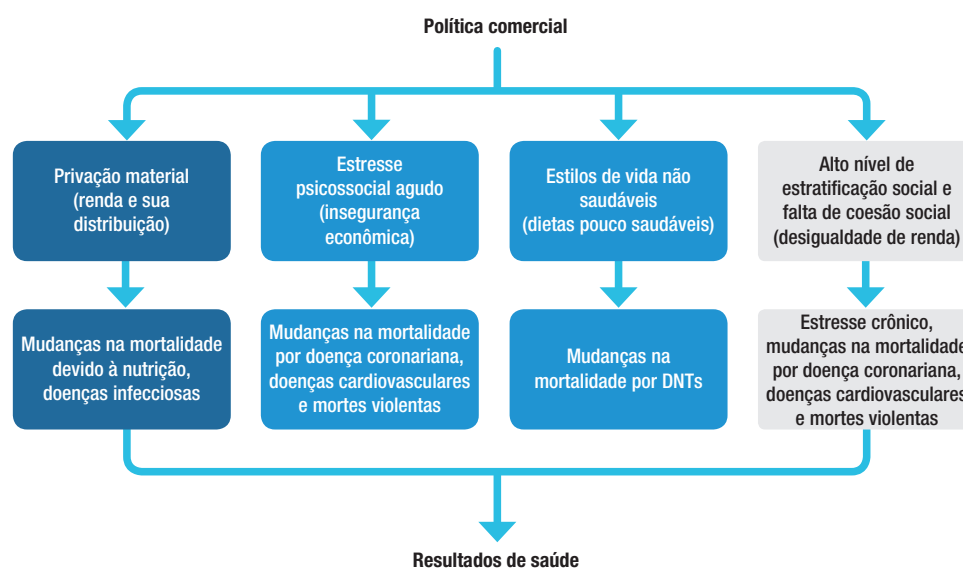 Política comercial
Privação material
(renda e sua
distribuição)
Estresse
psicossocial agudo
(insegurança
econômica)
Estilos de vida não
saudáveis
(dietas pouco saudáveis)
Alto nível de
estratificação social e
falta de coesão social
(desigualdade de renda)
Mudanças na mortalidade
devido à nutrição,
doenças infecciosas
Mudanças na mortalidade
por doença coronariana,
doenças cardiovasculares
e mortes violentas
Mudanças na
mortalidade por DNTs
Estresse crônico,
mudanças na mortalidade
por doença coronariana,
doenças cardiovasculares
e mortes violentas
Resultados de saúde